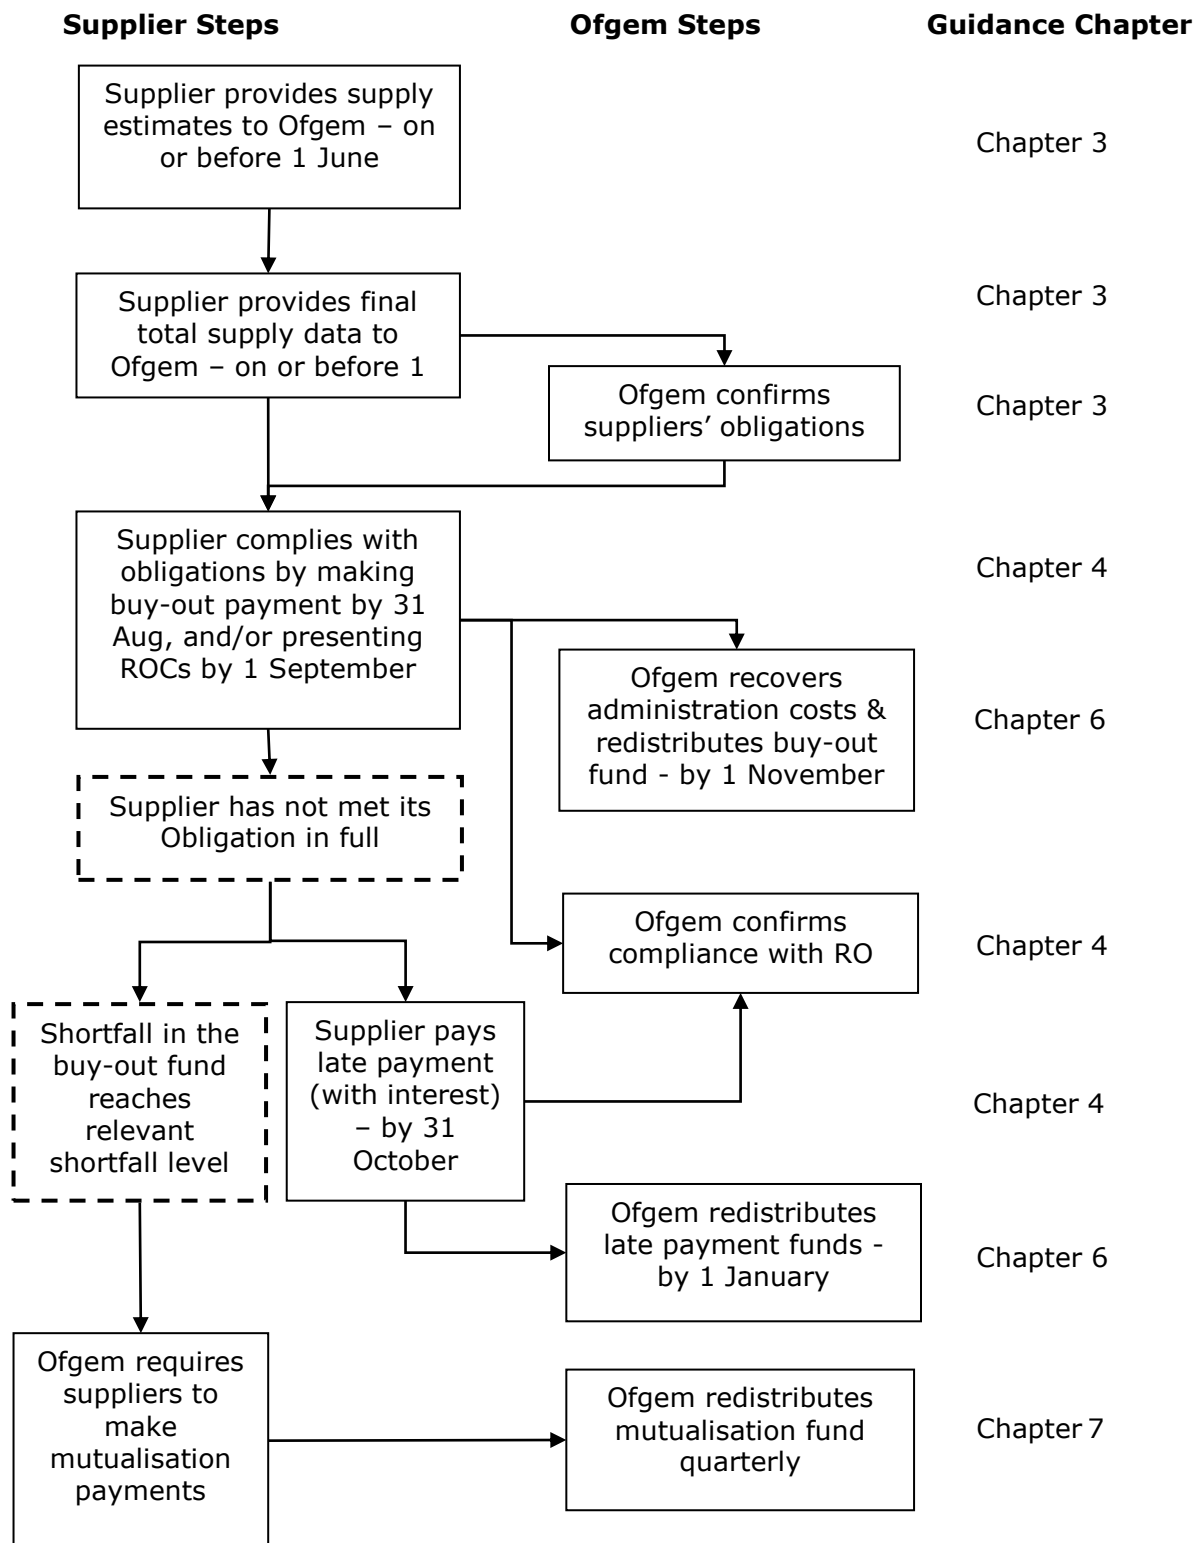 Supplier Steps
Ofgem Steps
Guidance Chapter
Supplier provides supply
estimates to Ofgem – on
or before 1 June
Chapter 3
Supplier provides final
total supply data to
Ofgem – on or before 1
Chapter 3
Ofgem confirms
suppliers’ obligations
Chapter 3
Supplier complies with
obligations by making
buy-out payment by 31
Aug, and/or presenting
ROCs by 1 September
Chapter 4
Ofgem recovers
administration costs &
redistributes buy-out
fund - by 1 November
Chapter 6
Supplier has not met its
Obligation in full
Ofgem confirms
compliance with RO
Chapter 4
Shortfall in the
buy-out fund
reaches
relevant
shortfall level
Supplier pays
late payment
(with interest)
– by 31
October
Chapter 4
Ofgem redistributes
late payment funds -
by 1 January
Chapter 6
Ofgem requires
suppliers to
make
mutualisation
payments
Ofgem redistributes
mutualisation fund
quarterly
Chapter 7